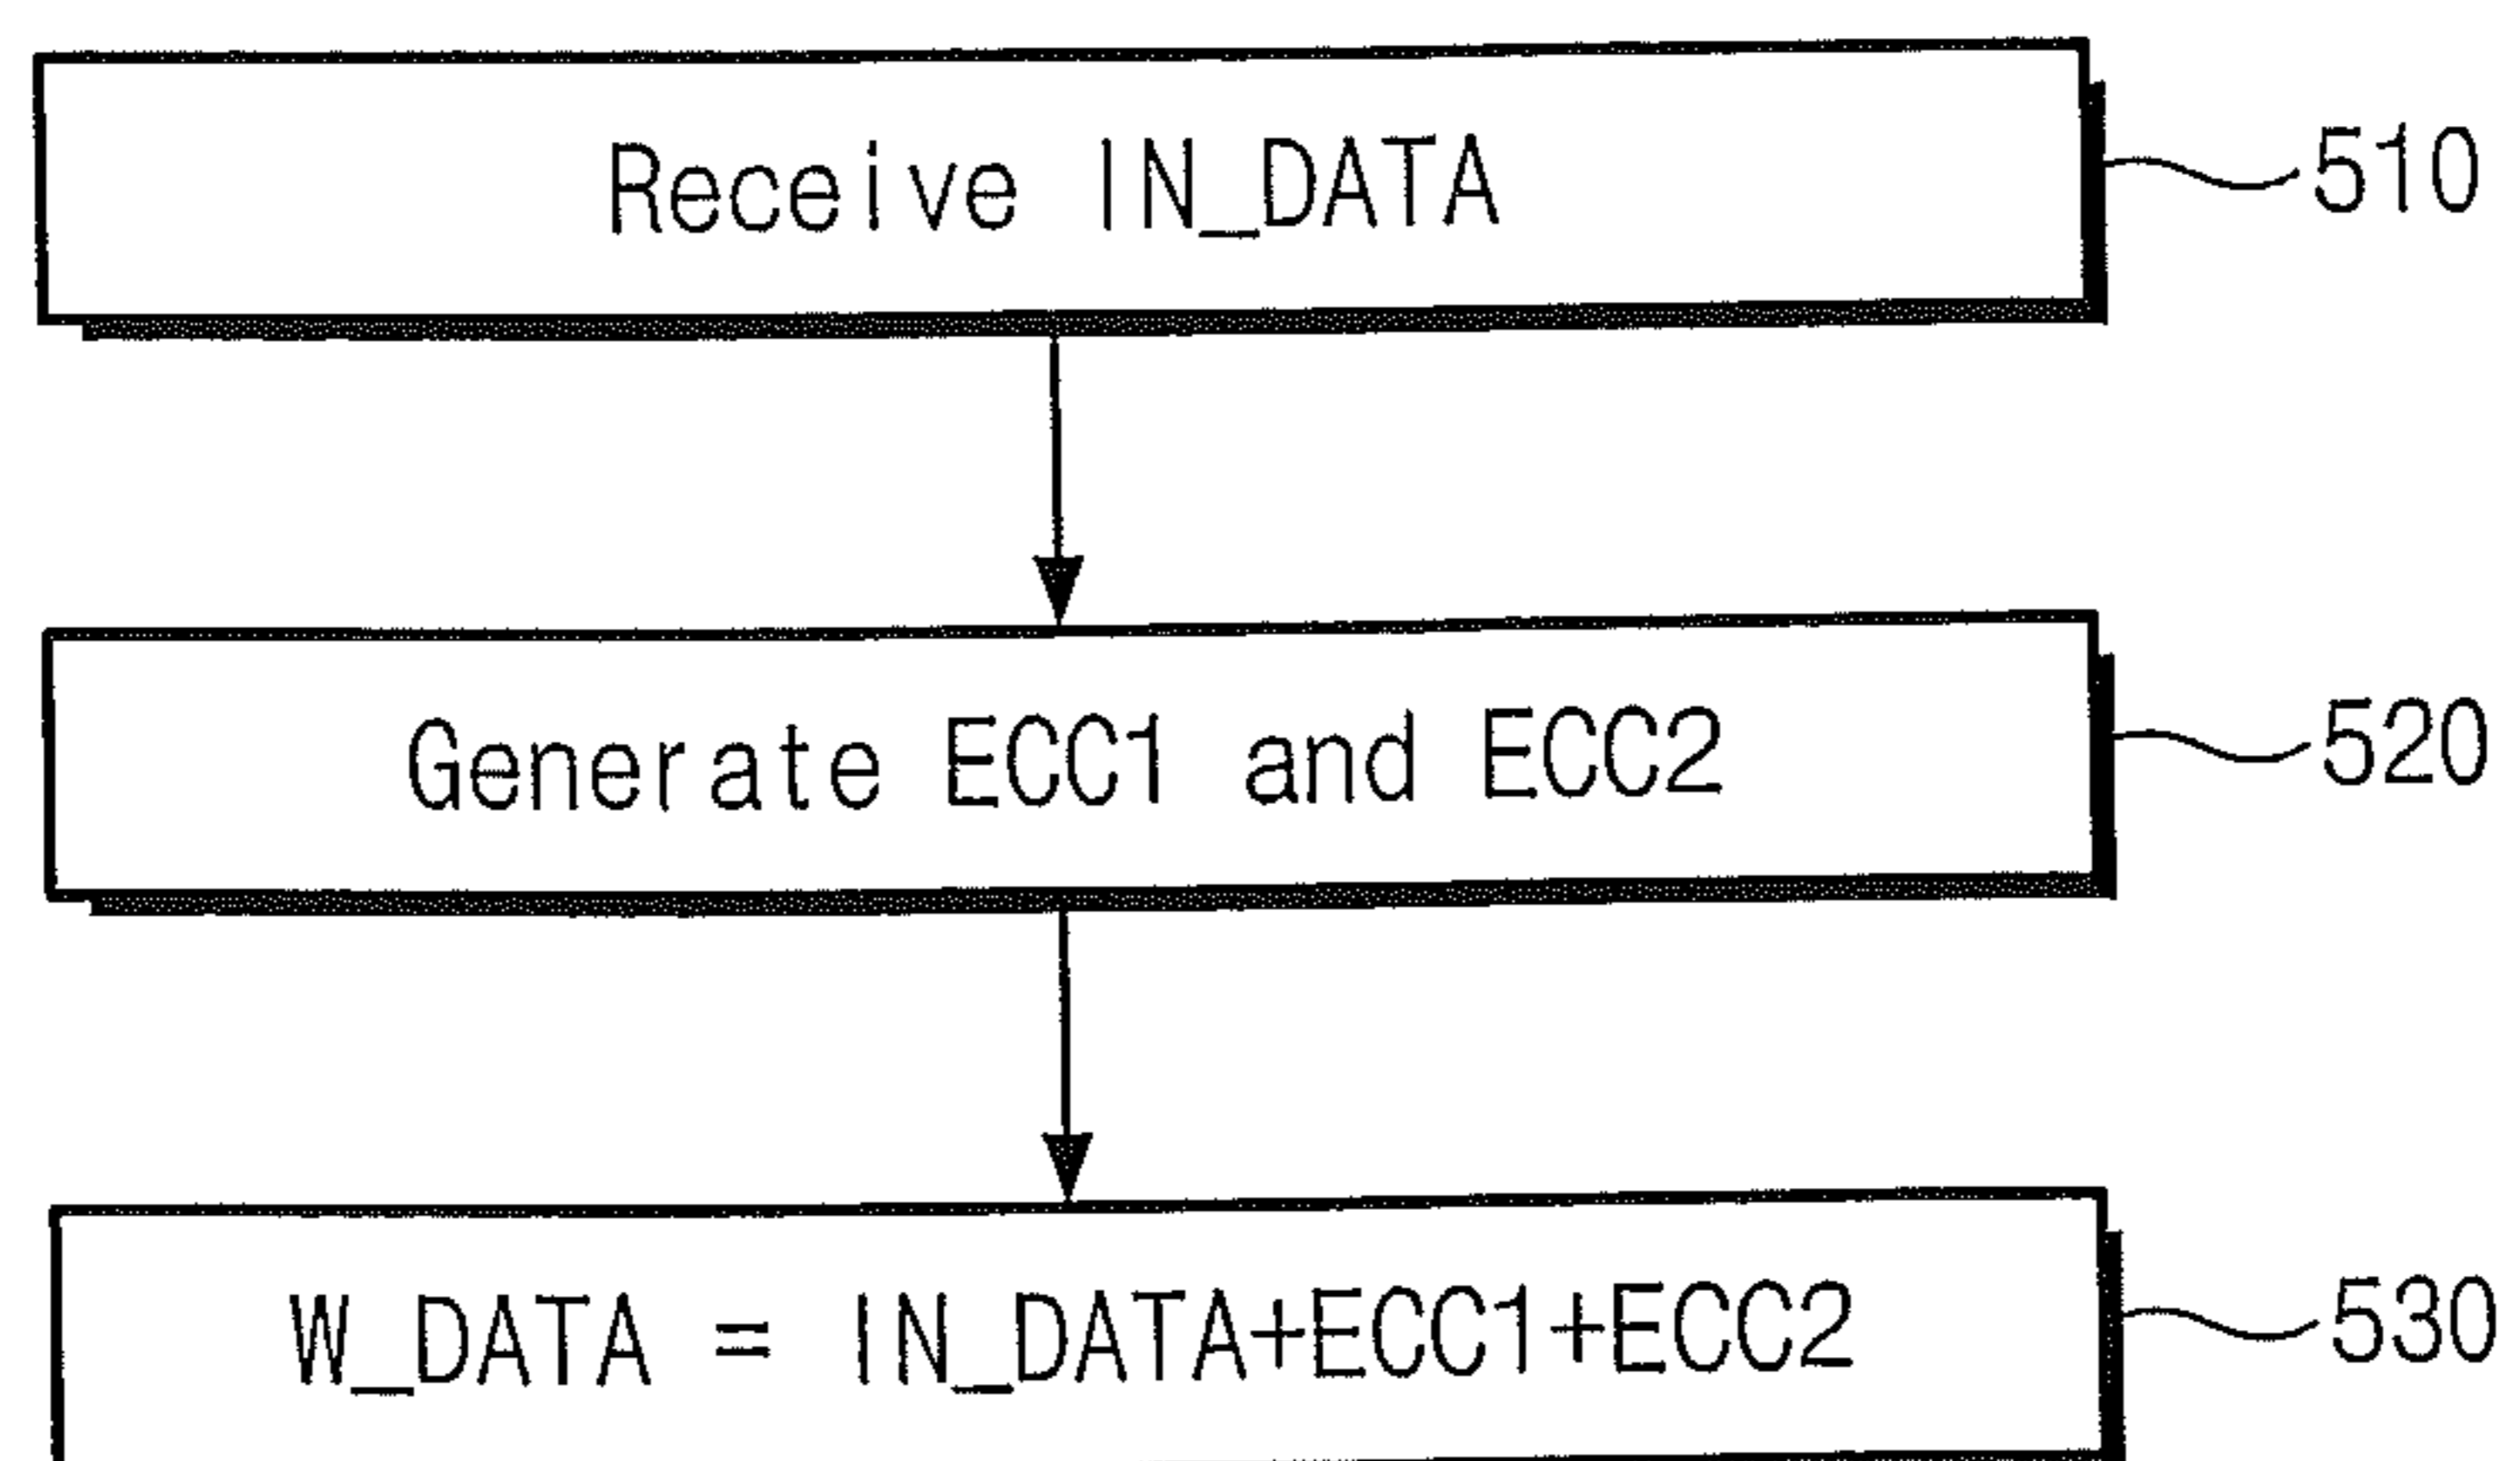 Receive IN_DATA
510
Generate ECC1 and ECC2
520
W_DATA = IN_DATA+ECC1+ECC2
530